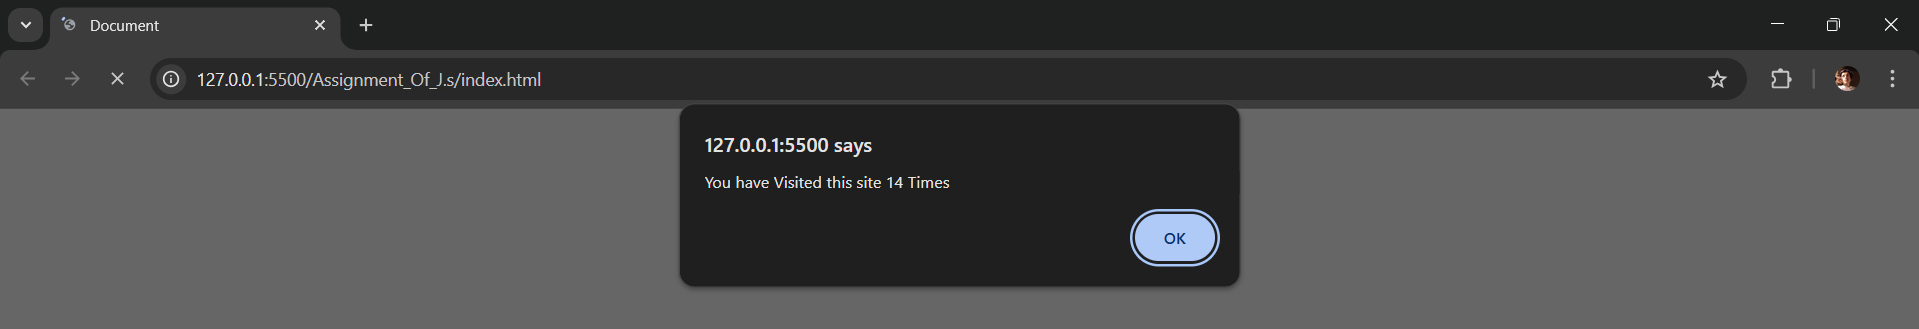 Document
127.0.0.1:5500/Assignment_Of_J.s/index.html
127.0.0.1:5500 says
You have Visited this site 14 Times
OK